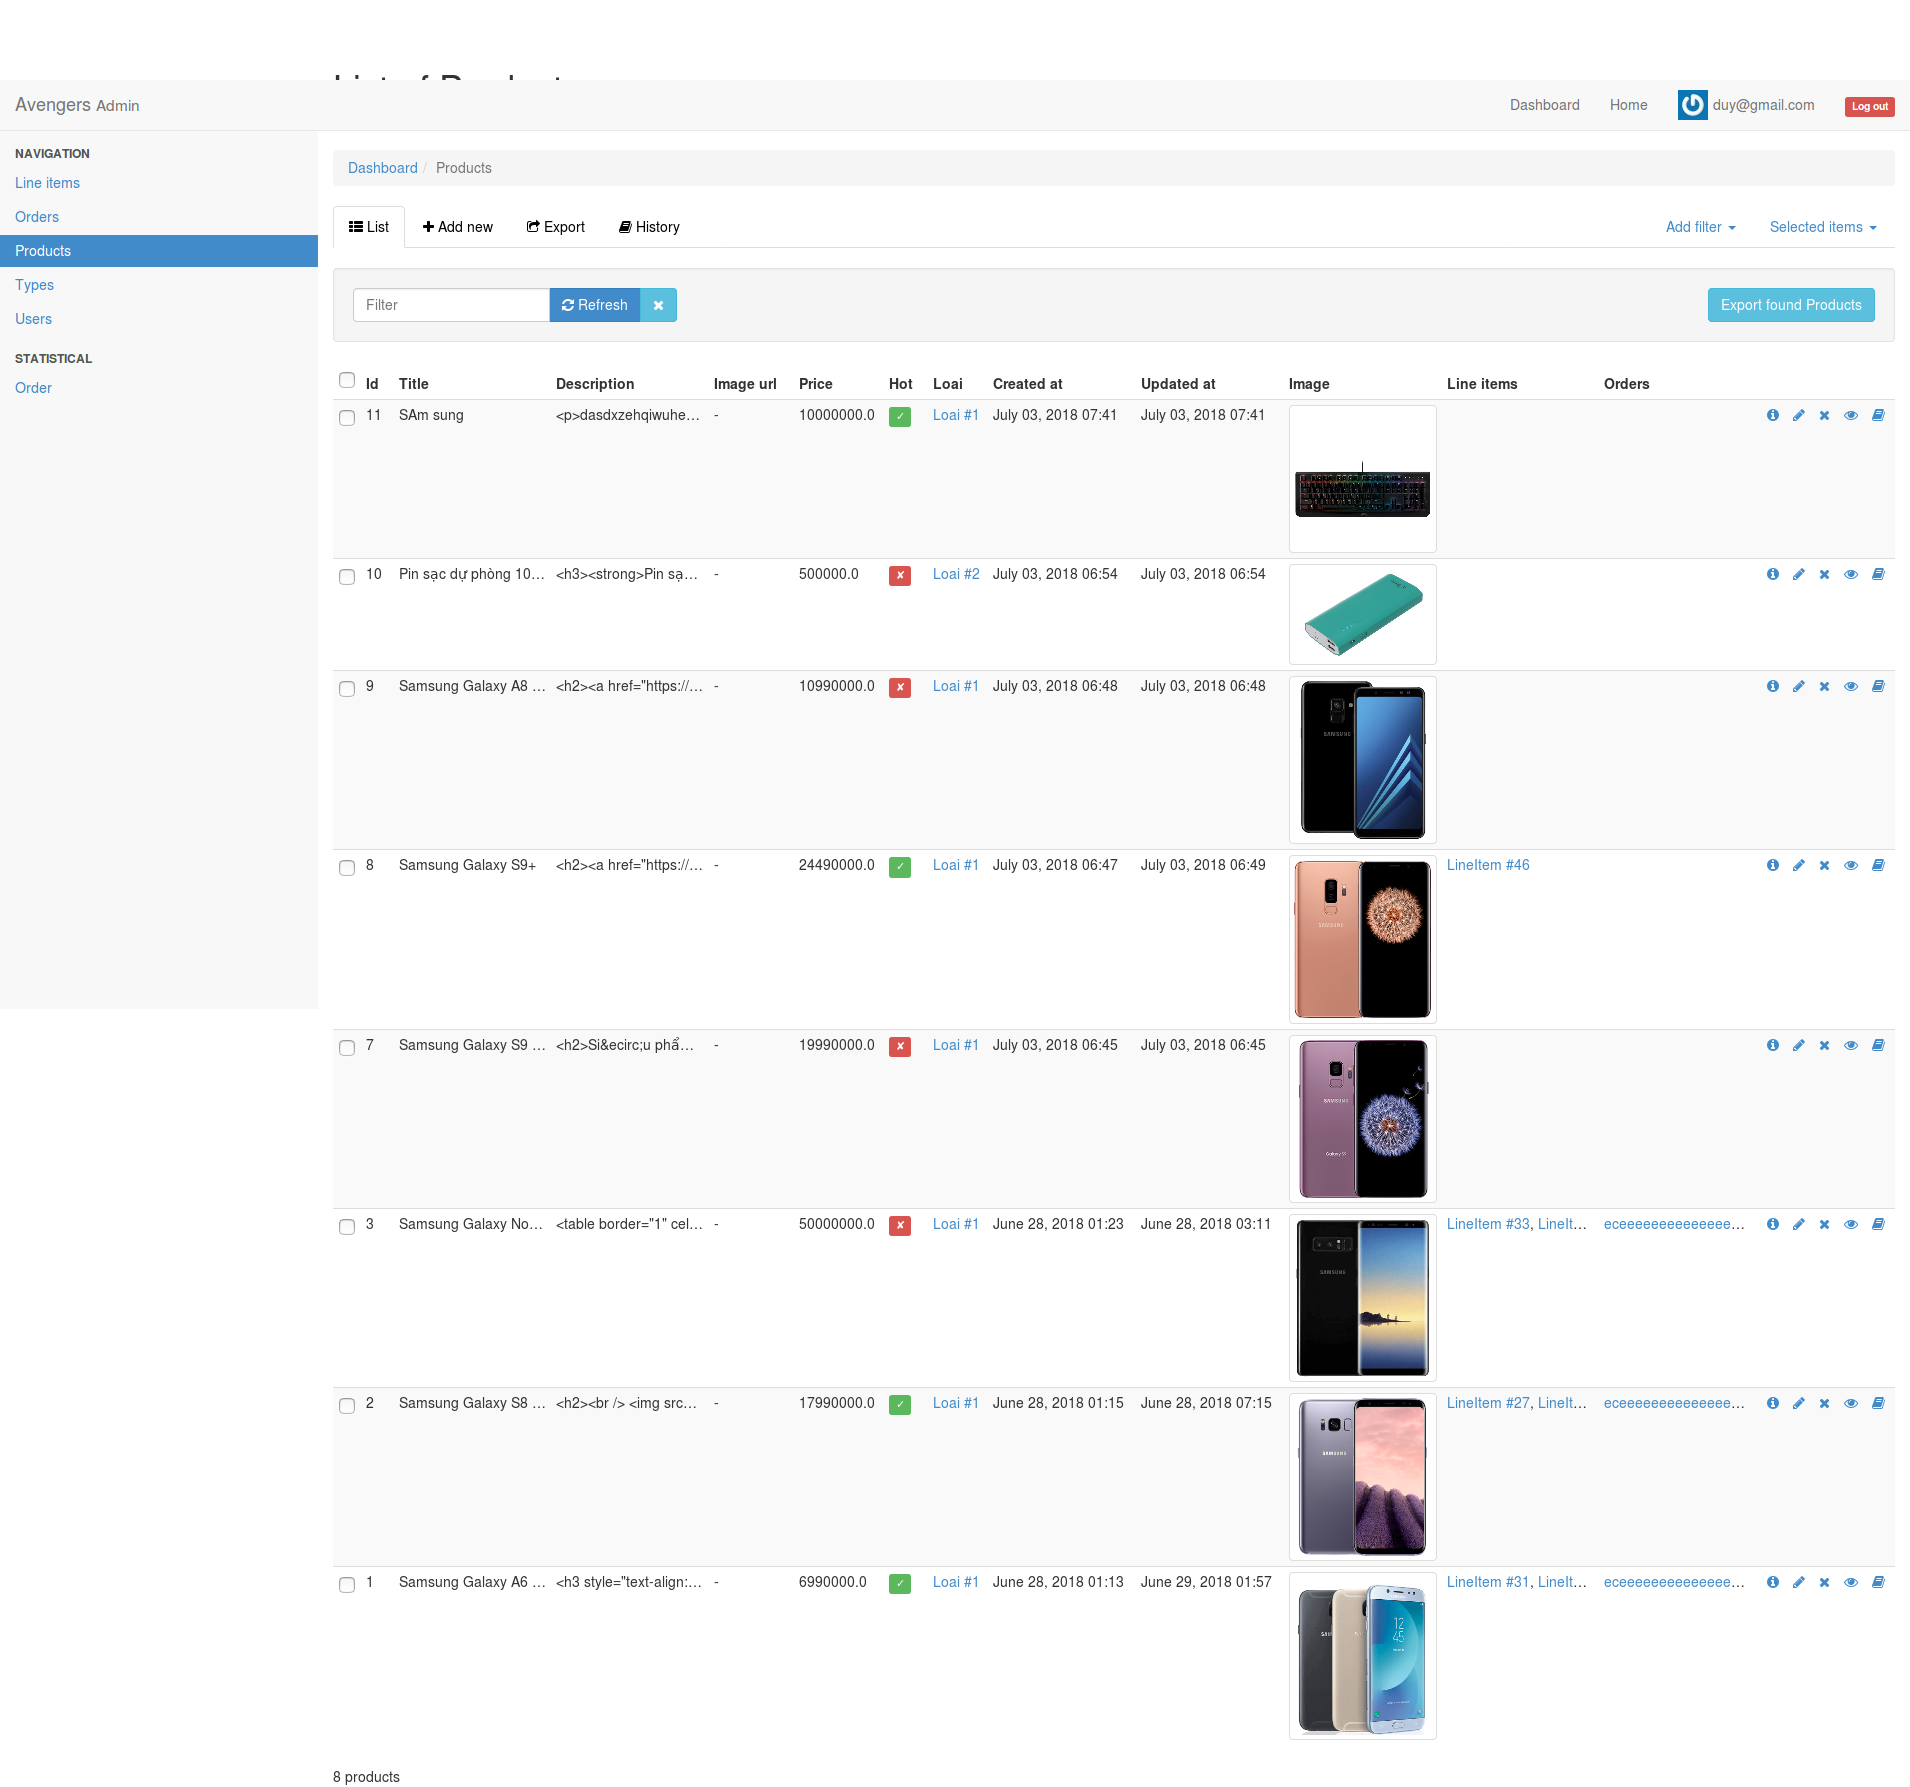 List of Products
Avengers Admin Dashboard Home duy@gmail.com Log out
NAVIGATION
Line items
Orders
Products
Types
Users
STATISTICAL
Order
Dashboard / Products
List Add new Export History Add filter Selected items
Filter Refresh Export found Products
Id Title Description Image url Price Hot Loai Created at Updated at Image Line items Orders
11 SAm sung <p>dasdxzehqiwuhe… - 10000000.0 ✓ Loai #1 July 03, 2018 07:41 July 03, 2018 07:41
10 Pin sạc dự phòng 10… <h3><strong>Pin sạ… - 500000.0 ✘ Loai #2 July 03, 2018 06:54 July 03, 2018 06:54
9 Samsung Galaxy A8 … <h2><a href="https://… - 10990000.0 ✘ Loai #1 July 03, 2018 06:48 July 03, 2018 06:48
SAMSUNG
8 Samsung Galaxy S9+ <h2><a href="https://… - 24490000.0 ✓ Loai #1 July 03, 2018 06:47 July 03, 2018 06:49 LineItem #46
SAMSUNG
7 Samsung Galaxy S9 … <h2>Si&ecirc;u phẩ… - 19990000.0 ✘ Loai #1 July 03, 2018 06:45 July 03, 2018 06:45
SAMSUNG
Galaxy S9
3 Samsung Galaxy No… <table border="1" cel… - 50000000.0 ✘ Loai #1 June 28, 2018 01:23 June 28, 2018 03:11 LineItem #33, LineIt… eceeeeeeeeeeeeee…
SAMSUNG
2 Samsung Galaxy S8 … <h2><br /> <img src… - 17990000.0 ✓ Loai #1 June 28, 2018 01:15 June 28, 2018 07:15 LineItem #27, LineIt… eceeeeeeeeeeeeee…
SAMSUNG
1 Samsung Galaxy A6 … <h3 style="text-align:… - 6990000.0 ✓ Loai #1 June 28, 2018 01:13 June 29, 2018 01:57 LineItem #31, LineIt… eceeeeeeeeeeeeee…
12
45
8 products